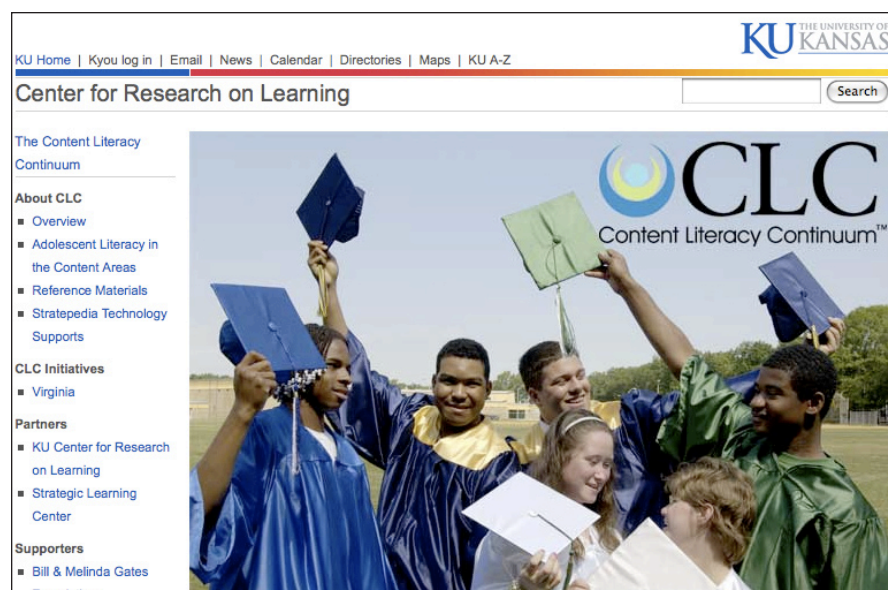 KU THE UNIVERSITY OF
KANSAS
KU Home | Kyou log in | Email | News | Calendar | Directories | Maps | KU A-Z
Center for Research on Learning
Search
The Content Literacy
Continuum
About CLC
Overview
Adolescent Literacy in
the Content Areas
Reference Materials
Stratepedia Technology
Supports
CLC Initiatives
Virginia
Partners
KU Center for Research
on Learning
Strategic Learning
Center
Supporters
Bill & Melinda Gates
CLC
Content Literacy Continuum™